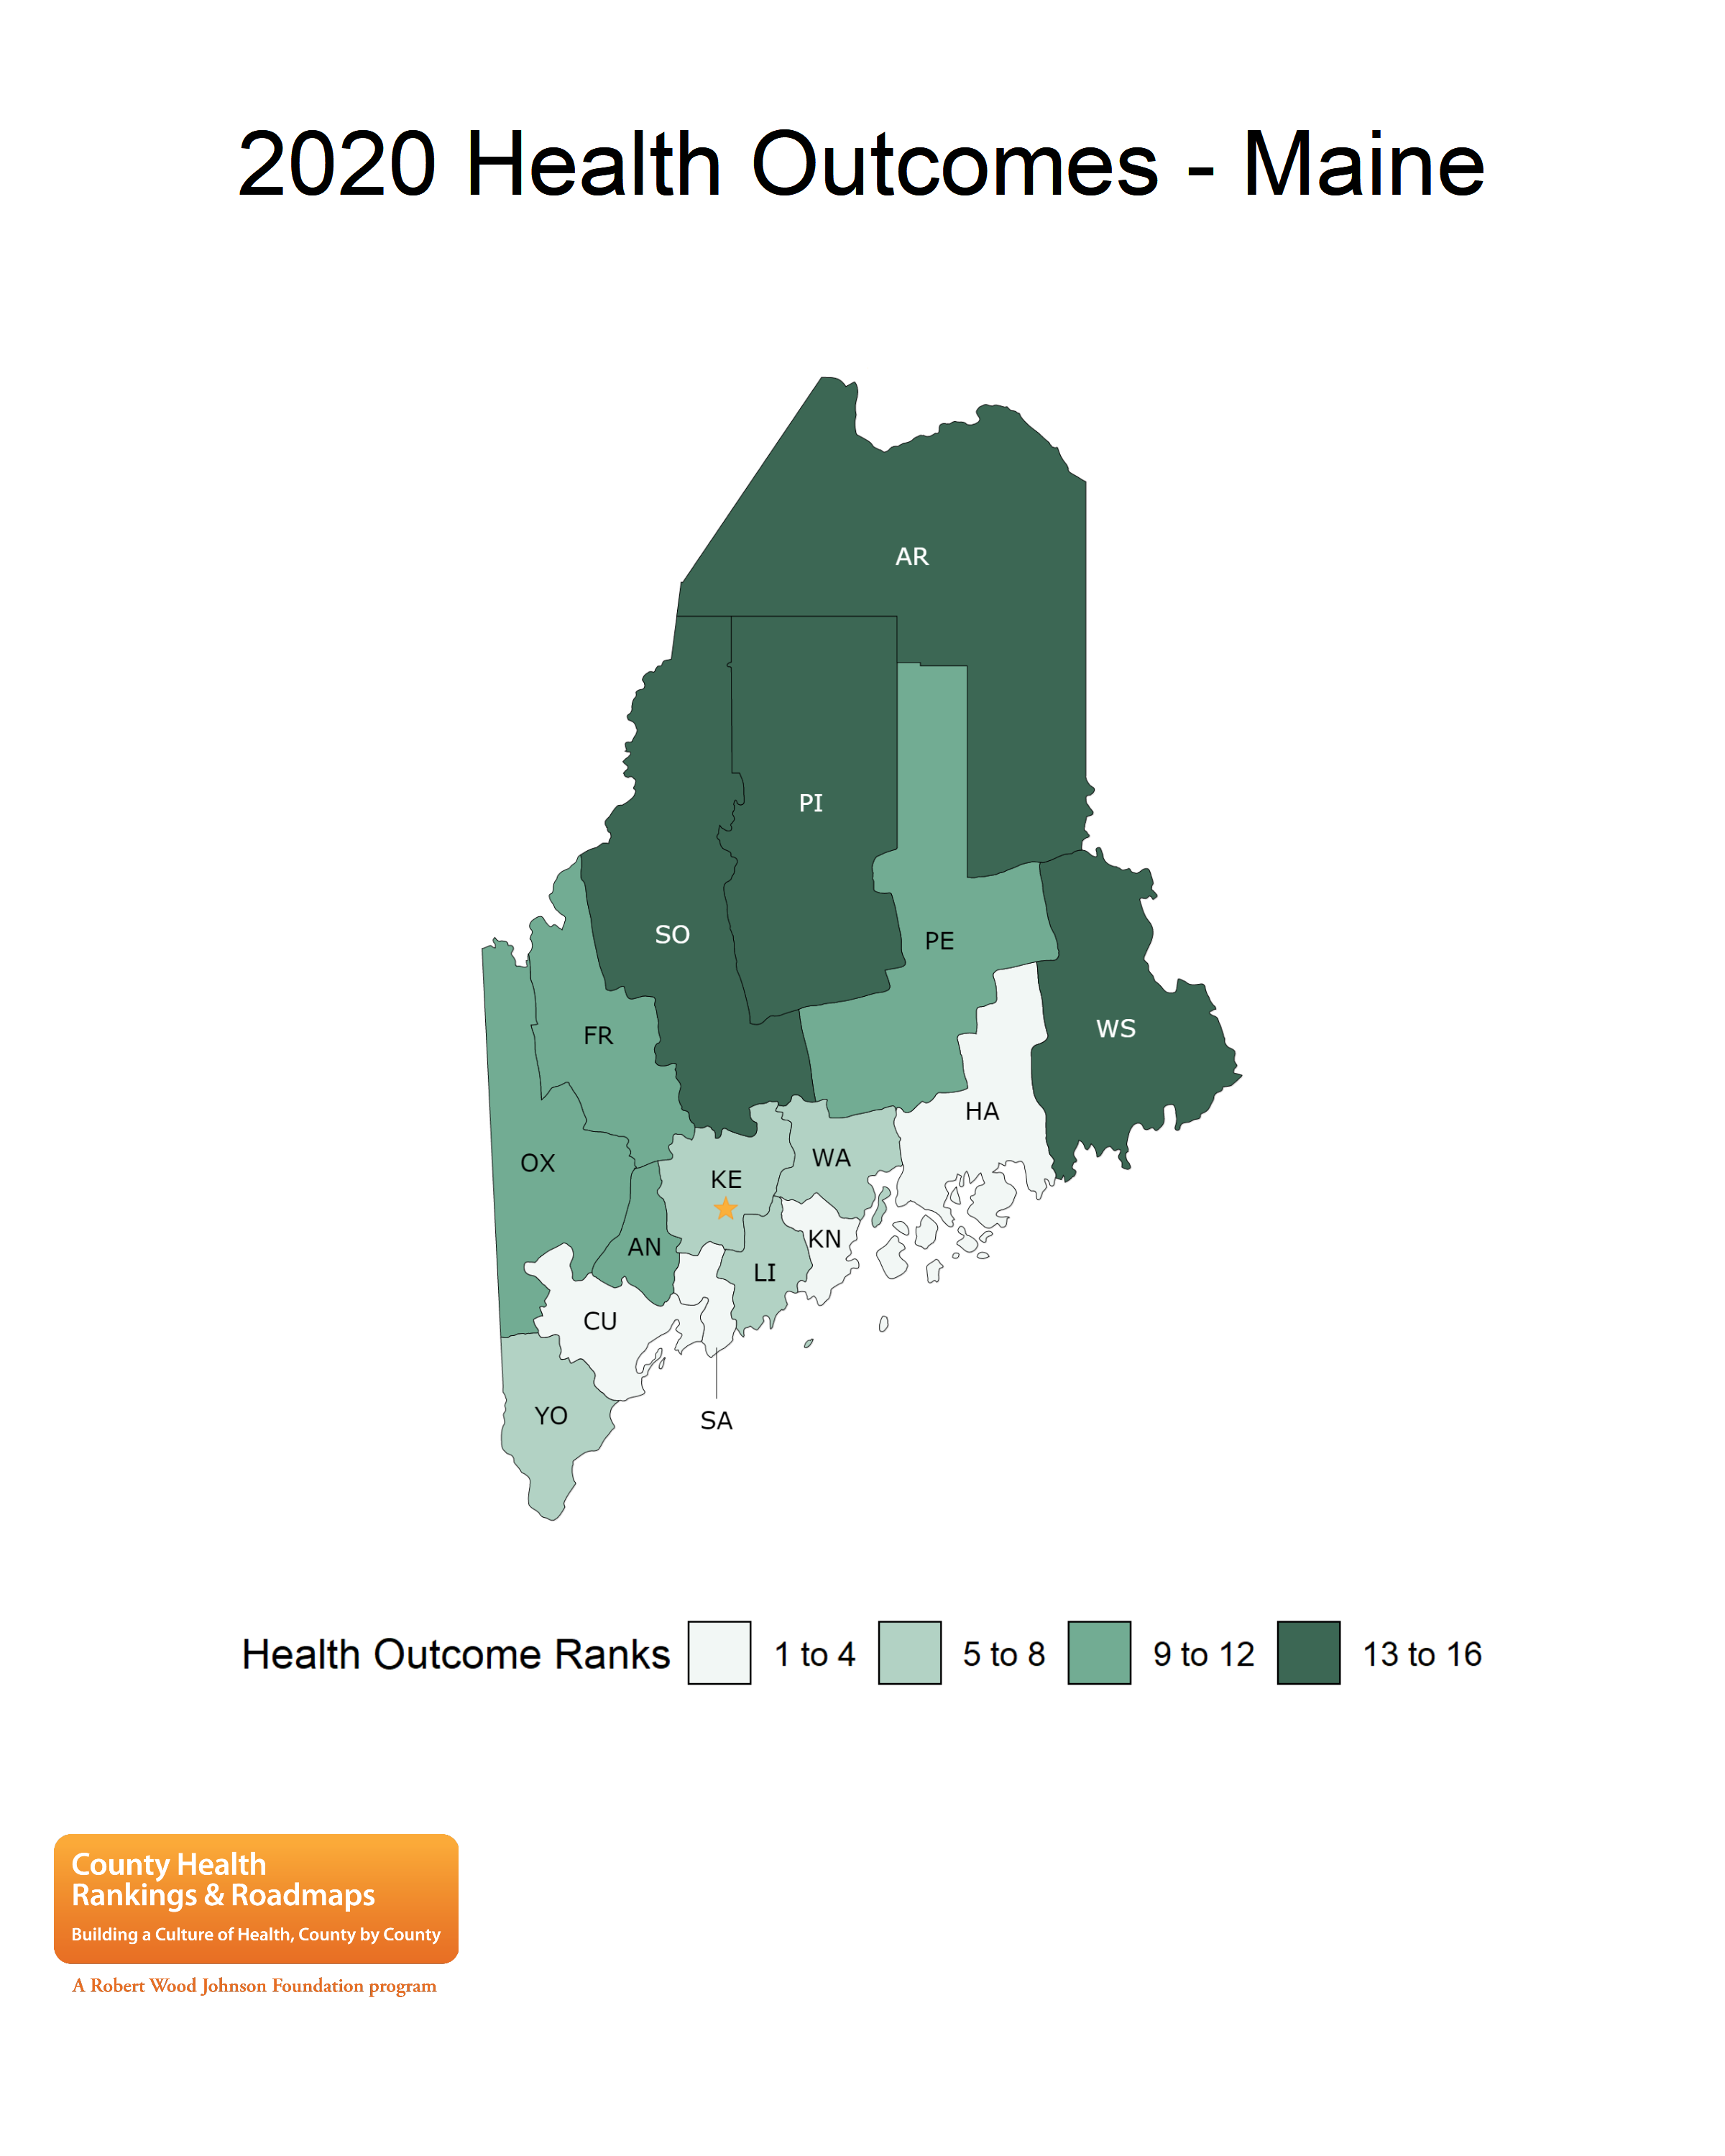 2020 Health Outcomes - Maine
AR
PI
SO
PE
WS
FR
HA
OX
WA
KE
KN
AN
LI
CU
YO
SA
Health Outcome Ranks 1 to 4 5 to 8 9 to 12 13 to 16
County Health
Rankings & Roadmaps
Building a Culture of Health, County by County
A Robert Wood Johnson Foundation program